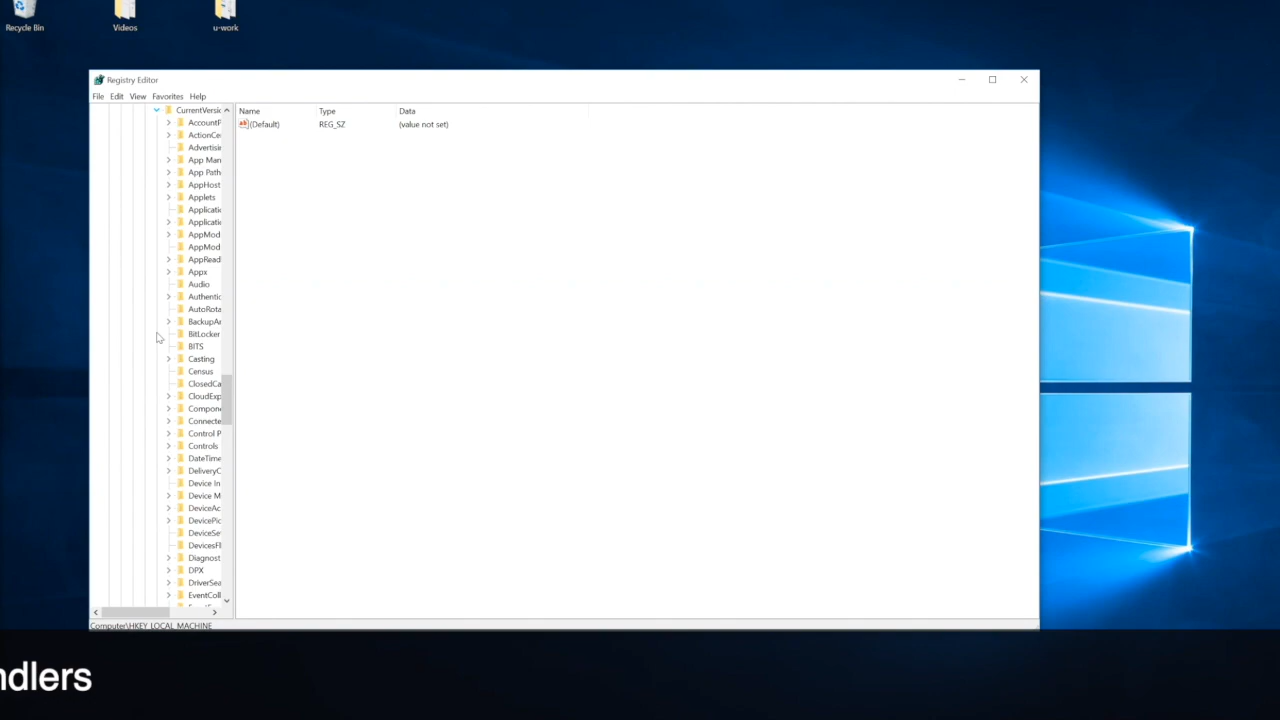 Recycle Bin
Videos
u-work
Registry Editor
File Edit View Favorites Help
Name Type Data
(Default) REG_SZ (value not set)
CurrentVersic
AccountP
ActionCe
Advertisi
App Man
App Path
AppHost
Applets
Applicati
Applicati
AppMod
AppMod
AppRead
Appx
Audio
Authentic
AutoRota
BackupAr
BitLocker
BITS
Casting
Census
ClosedCa
CloudExp
Compone
Connecte
Control P
Controls
DateTime
DeliveryC
Device In
Device M
DeviceAc
DevicePic
DeviceSe
DevicesFl
Diagnost
DPX
DriverSea
EventColl
Computer\HKEY_LOCAL_MACHINE
ndlers